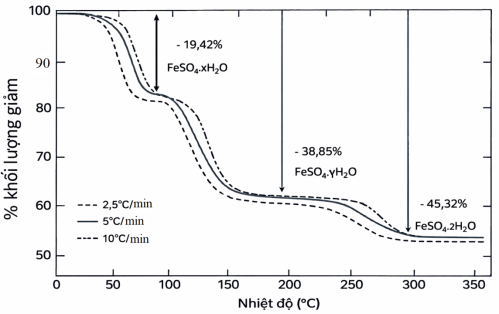 100
90
80
70
60
50
% khối lượng giảm
- 19,42%
FeSO₄.xH₂O
- 38,85%
FeSO₄.yH₂O
- 45,32%
FeSO₄.2H₂O
2,5°C/min
5°C/min
10°C/min
0
50
100
150
200
250
300
350
Nhiệt độ (°C)